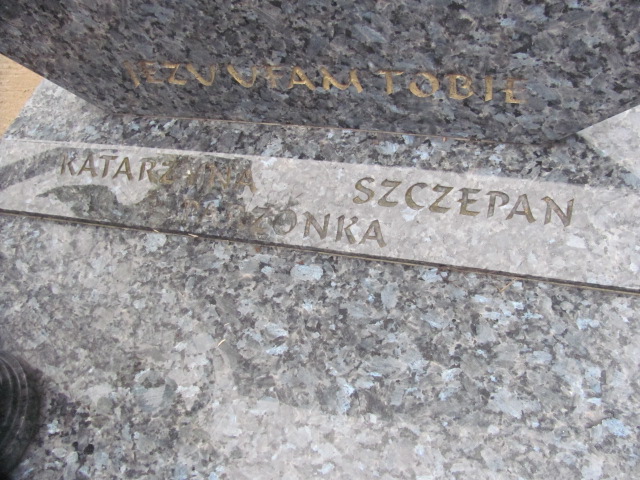 JEZU UFAM TOBIE
KATARZYNA SZCZEPAN